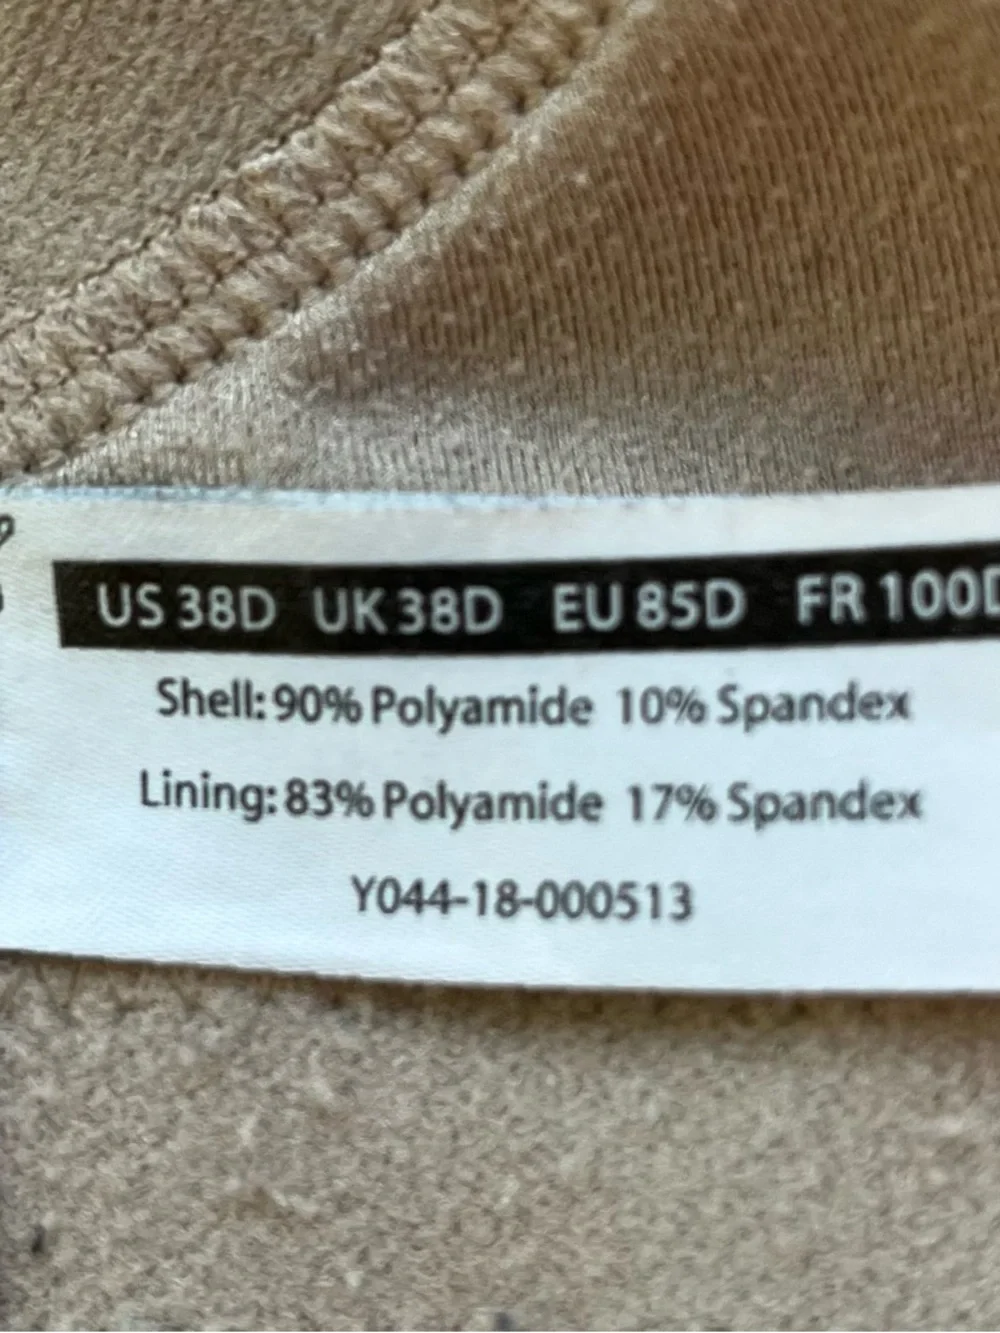 US 38D UK 38D EU 85D FR 100D
Shell: 90% Polyamide 10% Spandex
Lining: 83% Polyamide 17% Spandex
Y044-18-000513